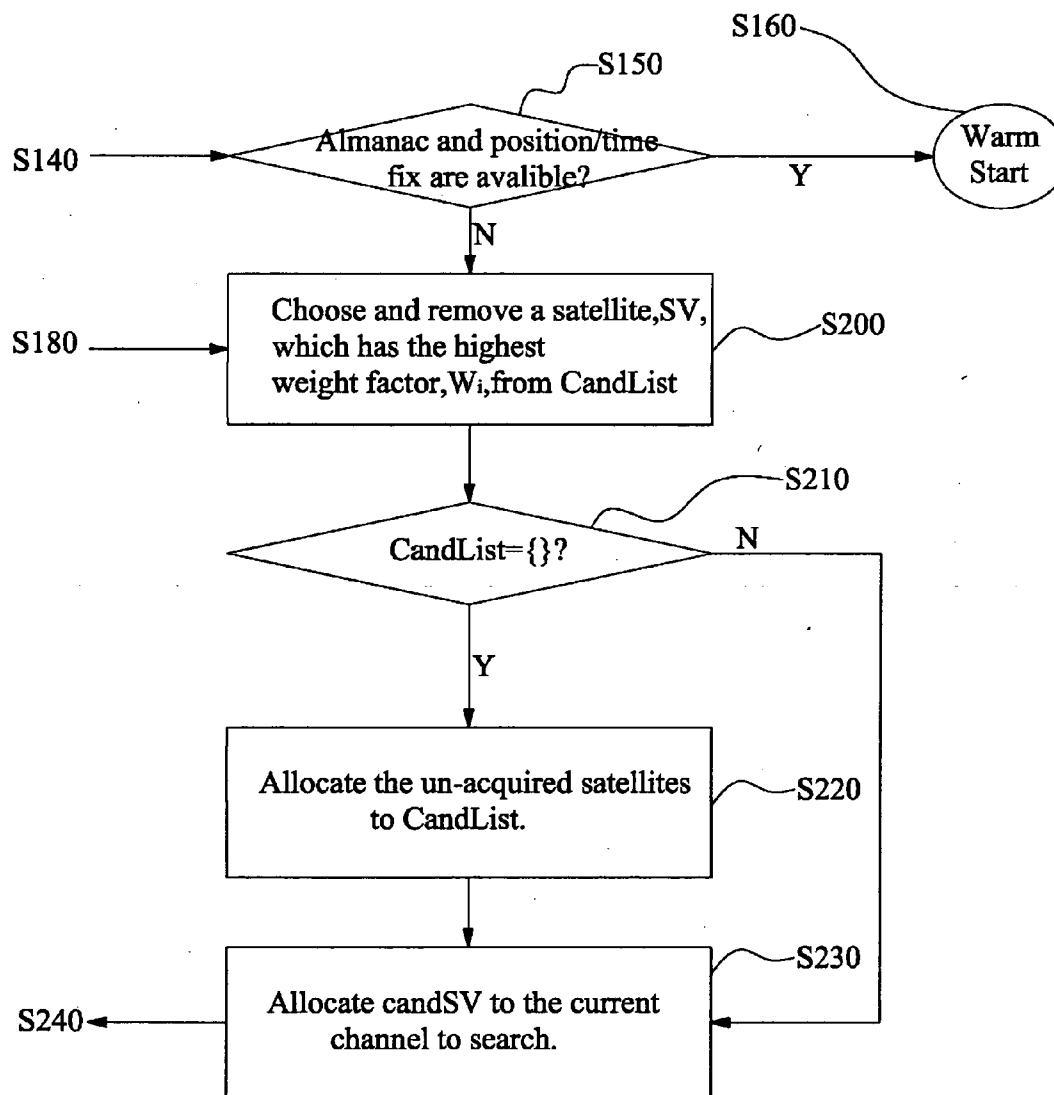 S160
S150
Warm
Start
S140
Almanac and position/time
fix are avalible?
Y
N
S180
Choose and remove a satellite,SV,
which has the highest
weight factor,Wi,from CandList
S200
S210
CandList={}?
N
Y
Allocate the un-acquired satellites
to CandList.
S220
S230
Allocate candSV to the current
channel to search.
S240